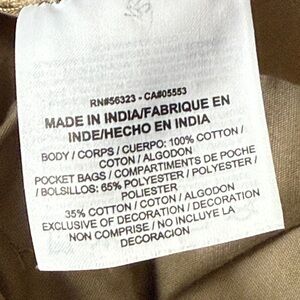 RN#56323 - CA#05553
MADE IN INDIA/FABRIQUE EN
INDE/HECHO EN INDIA
BODY / CORPS / CUERPO: 100% COTTON /
COTON / ALGODON
POCKET BAGS / COMPARTIMENTS DE POCHE
/ BOLSILLOS: 65% POLYESTER / POLYESTER /
POLIESTER
35% COTTON / COTON / ALGODON
EXCLUSIVE OF DECORATION / DECORATION
NON COMPRISE / NO INCLUYE LA
DECORACION